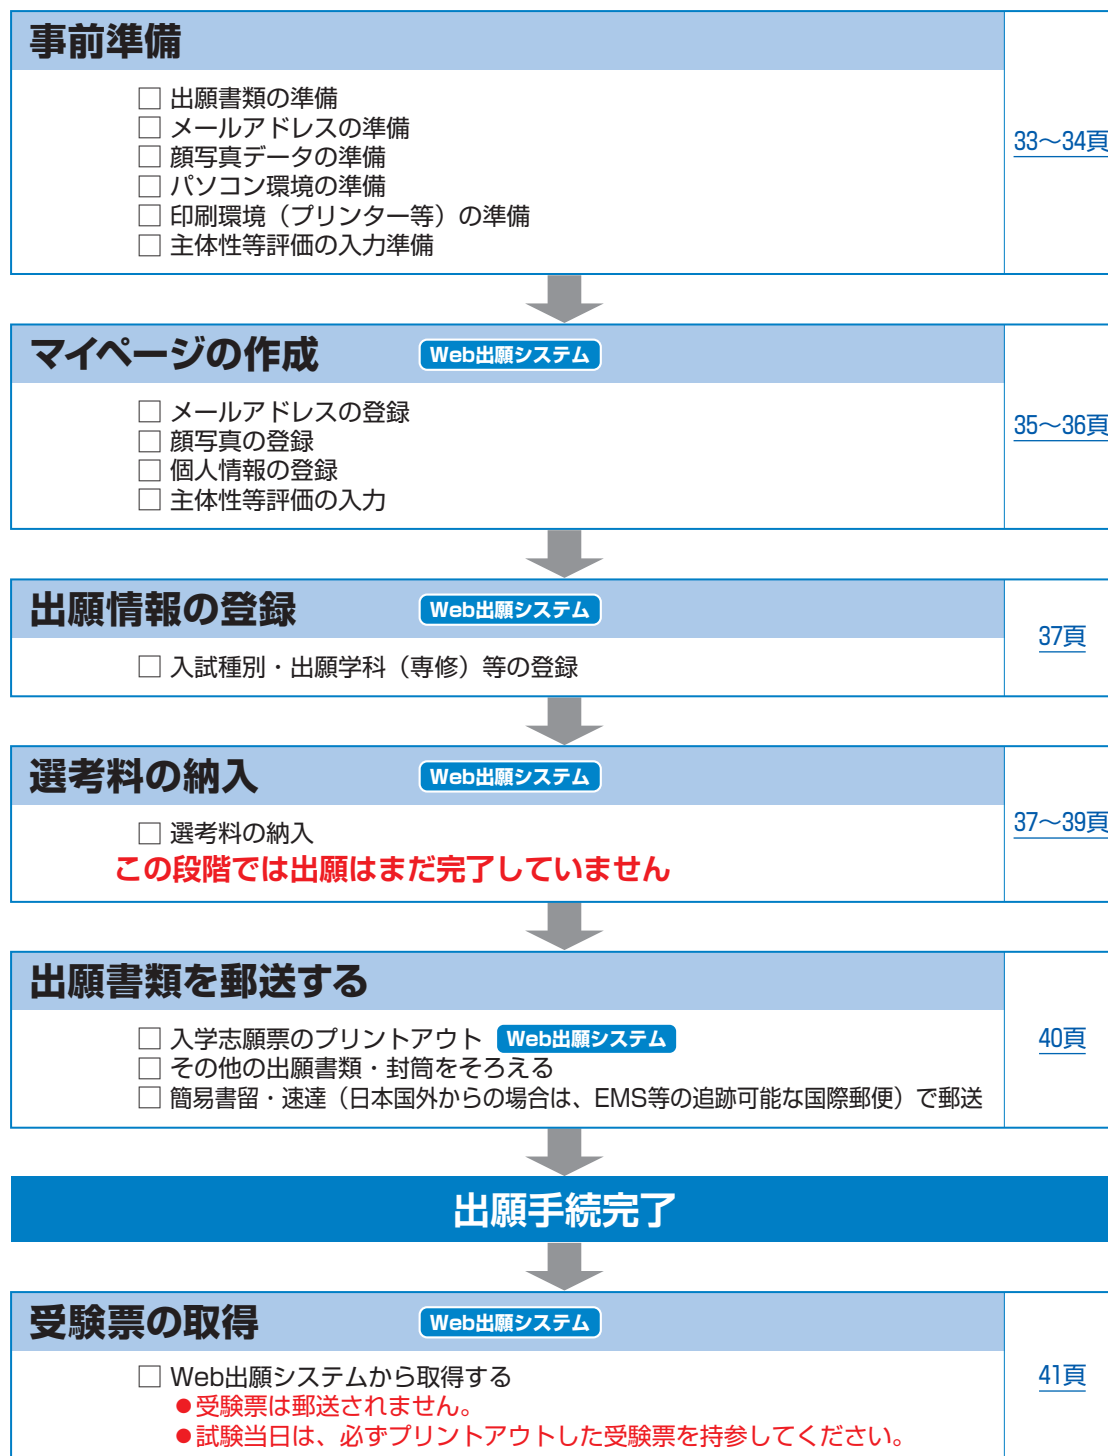 事前準備
□ 出願書類の準備
□ メールアドレスの準備
□ 顔写真データの準備
□ パソコン環境の準備
□ 印刷環境（プリンター等）の準備
□ 主体性等評価の入力準備
33～34頁
マイページの作成 Web出願システム
□ メールアドレスの登録
□ 顔写真の登録
□ 個人情報の登録
□ 主体性等評価の入力
35～36頁
出願情報の登録 Web出願システム
□ 入試種別・出願学科（専修）等の登録
37頁
選考料の納入 Web出願システム
□ 選考料の納入
この段階では出願はまだ完了していません
37～39頁
出願書類を郵送する
□ 入学志願票のプリントアウト Web出願システム
□ その他の出願書類・封筒をそろえる
□ 簡易書留・速達（日本国外からの場合は、EMS等の追跡可能な国際郵便）で郵送
40頁
出願手続完了
受験票の取得 Web出願システム
□ Web出願システムから取得する
●受験票は郵送されません。
●試験当日は、必ずプリントアウトした受験票を持参してください。
41頁